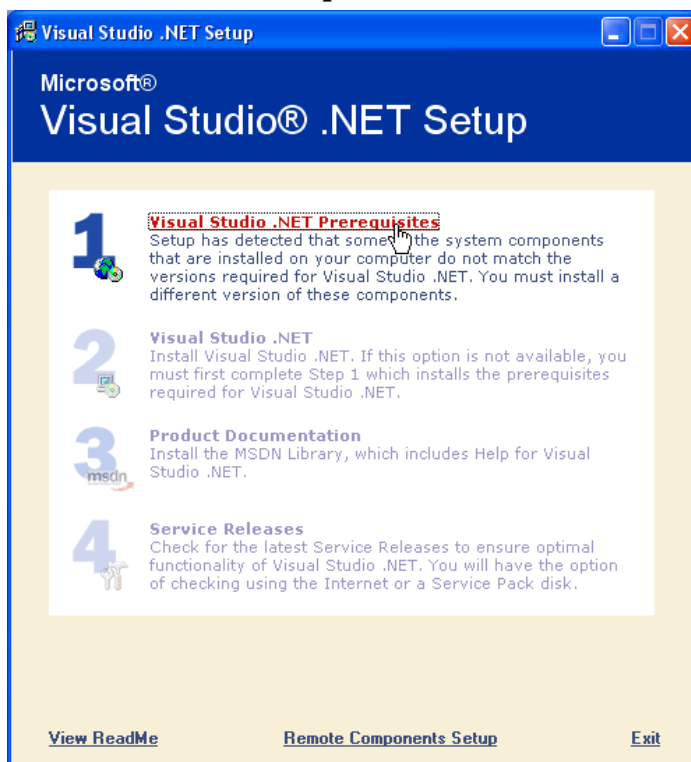 Visual Studio .NET Setup
Microsoft®
Visual Studio® .NET Setup
1
Visual Studio .NET Prerequisites
Setup has detected that some of the system components
that are installed on your computer do not match the
versions required for Visual Studio .NET. You must install a
different version of these components.
2
Visual Studio .NET
Install Visual Studio .NET. If this option is not available, you
must first complete Step 1 which installs the prerequisites
required for Visual Studio .NET.
3
msdn
Product Documentation
Install the MSDN Library, which includes Help for Visual
Studio .NET.
4
Service Releases
Check for the latest Service Releases to ensure optimal
functionality of Visual Studio .NET. You will have the option
of checking using the Internet or a Service Pack disk.
View ReadMe
Remote Components Setup
Exit